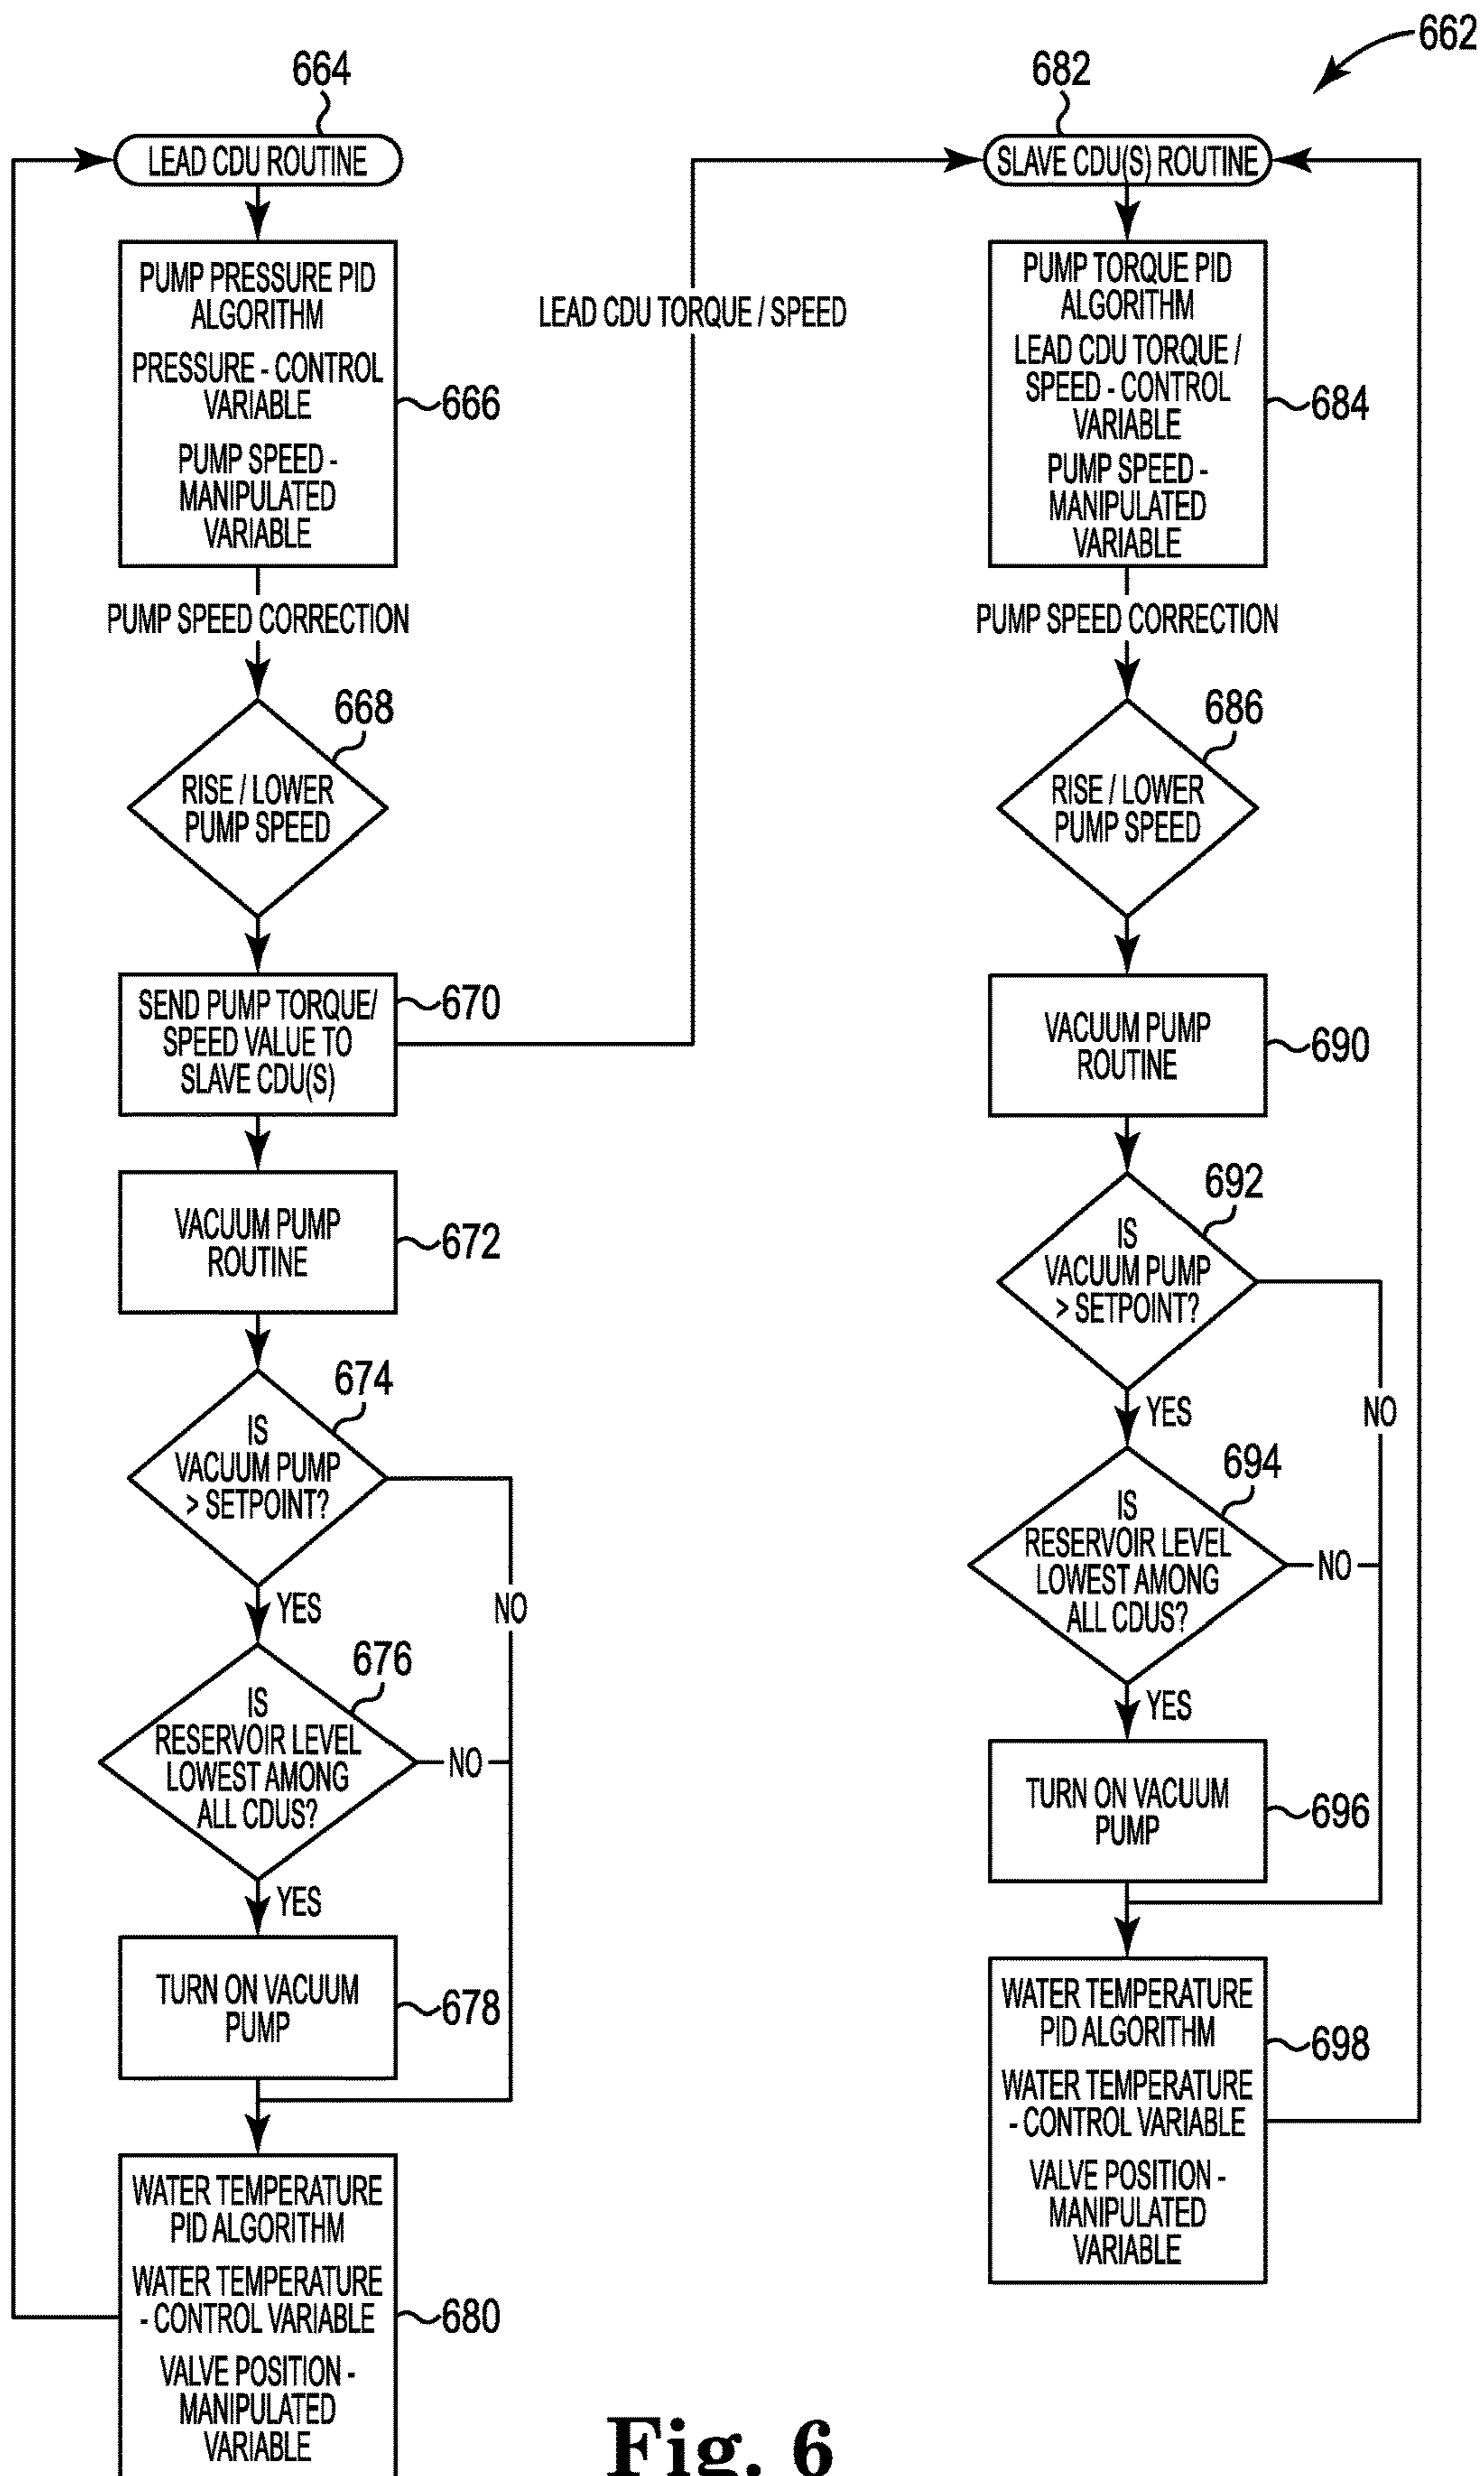 662
664
LEAD CDU ROUTINE
PUMP PRESSURE PID
ALGORITHM
PRESSURE - CONTROL
VARIABLE
PUMP SPEED -
MANIPULATED
VARIABLE
666
PUMP SPEED CORRECTION
668
RISE / LOWER
PUMP SPEED
SEND PUMP TORQUE/
SPEED VALUE TO
SLAVE CDU(S)
670
LEAD CDU TORQUE / SPEED
VACUUM PUMP
ROUTINE
672
674
IS
VACUUM PUMP
> SETPOINT?
YES
NO
676
IS
RESERVOIR LEVEL
LOWEST AMONG
ALL CDUS?
NO
YES
TURN ON VACUUM
PUMP
678
WATER TEMPERATURE
PID ALGORITHM
WATER TEMPERATURE
- CONTROL VARIABLE
VALVE POSITION -
MANIPULATED
VARIABLE
680
682
SLAVE CDU(S) ROUTINE
PUMP TORQUE PID
ALGORITHM
LEAD CDU TORQUE /
SPEED - CONTROL
VARIABLE
PUMP SPEED -
MANIPULATED
VARIABLE
684
PUMP SPEED CORRECTION
686
RISE / LOWER
PUMP SPEED
VACUUM PUMP
ROUTINE
690
692
IS
VACUUM PUMP
> SETPOINT?
YES
NO
694
IS
RESERVOIR LEVEL
LOWEST AMONG
ALL CDUS?
NO
YES
TURN ON VACUUM
PUMP
696
WATER TEMPERATURE
PID ALGORITHM
WATER TEMPERATURE
- CONTROL VARIABLE
VALVE POSITION -
MANIPULATED
VARIABLE
698
Fig. 6